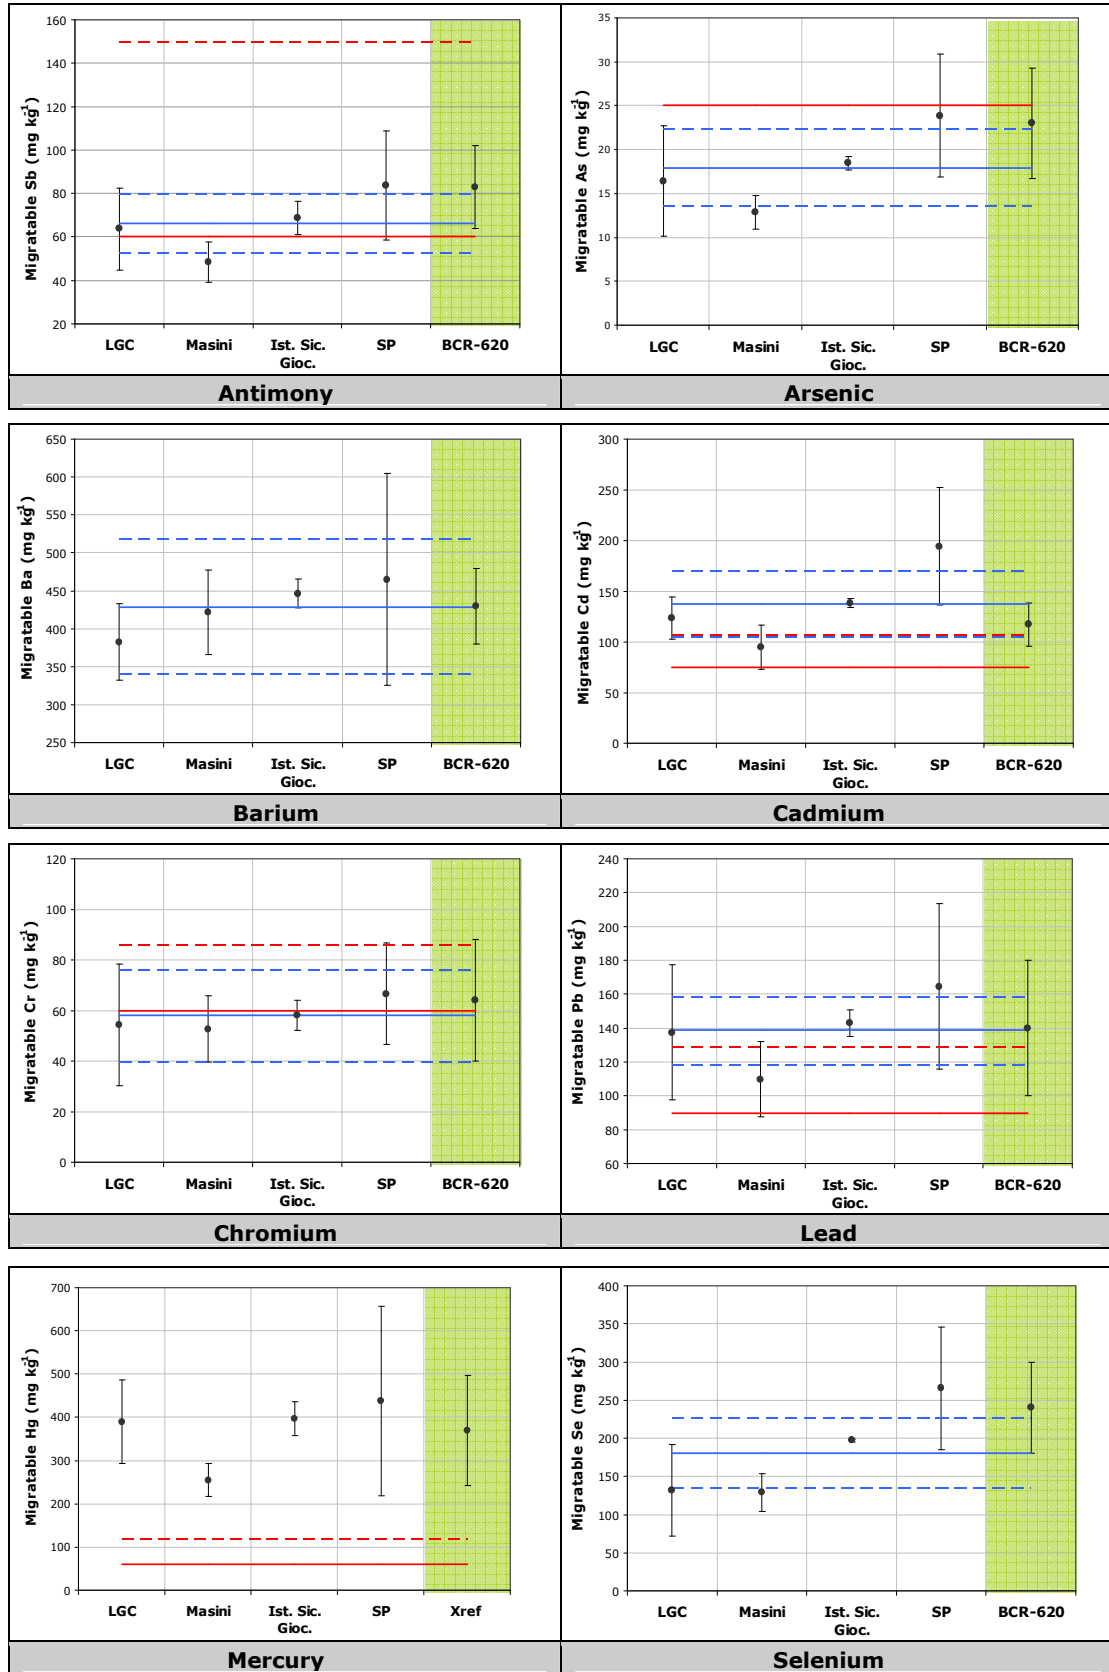 Migratable Sb (mg kg-1)
160
140
120
100
80
60
40
20
LGC Masini Ist. Sic. Gioc. SP BCR-620
Antimony
Migratable As (mg kg-1)
35
30
25
20
15
10
5
0
LGC Masini Ist. Sic. Gioc. SP BCR-620
Arsenic
Migratable Ba (mg kg-1)
650
600
550
500
450
400
350
300
250
LGC Masini Ist. Sic. Gioc. SP BCR-620
Barium
Migratable Cd (mg kg-1)
300
250
200
150
100
50
0
LGC Masini Ist. Sic. Gioc. SP BCR-620
Cadmium
Migratable Cr (mg kg-1)
120
100
80
60
40
20
0
LGC Masini Ist. Sic. Gioc. SP BCR-620
Chromium
Migratable Pb (mg kg-1)
240
220
200
180
160
140
120
100
80
60
LGC Masini Ist. Sic. Gioc. SP BCR-620
Lead
Migratable Hg (mg kg-1)
700
600
500
400
300
200
100
0
LGC Masini Ist. Sic. Gioc. SP Xref
Mercury
Migratable Se (mg kg-1)
400
350
300
250
200
150
100
50
0
LGC Masini Ist. Sic. Gioc. SP BCR-620
Selenium